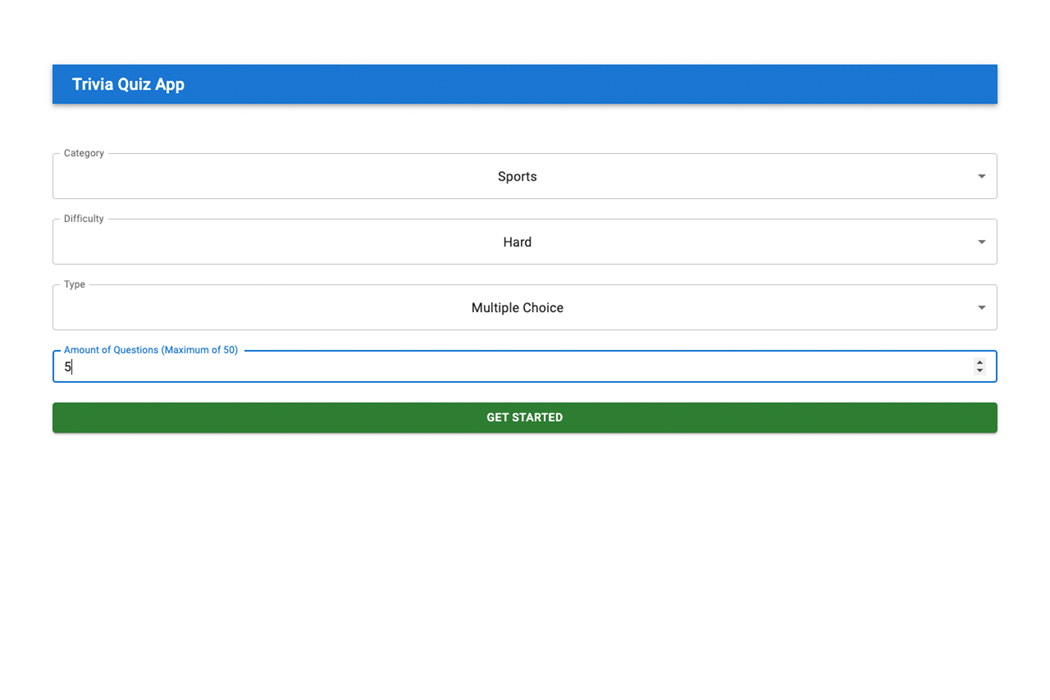 Trivia Quiz App
Category
Sports
Difficulty
Hard
Type
Multiple Choice
Amount of Questions (Maximum of 50)
5
GET STARTED